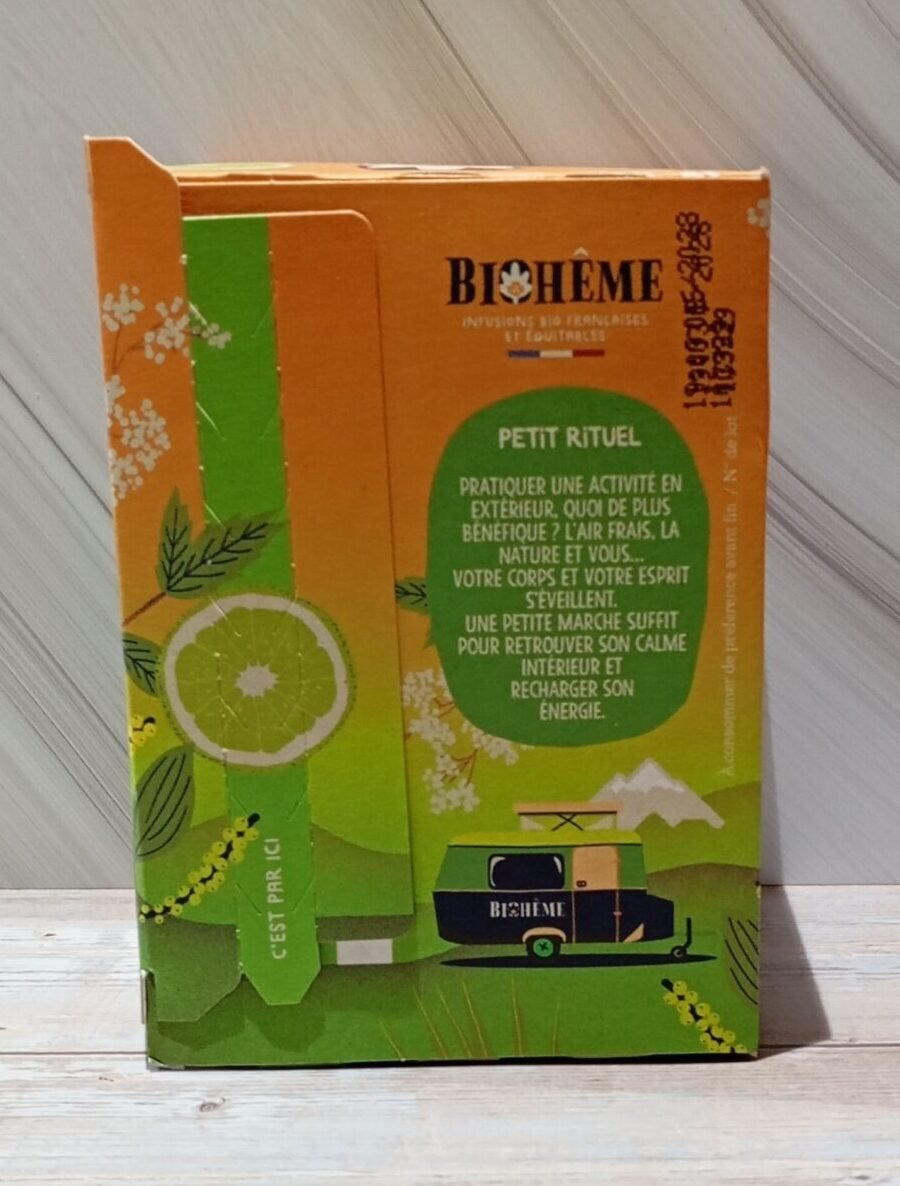 BIOHÊME
INFUSIONS BIO FRANÇAISES
ET ÉQUITABLES
PETIT RITUEL
PRATIQUER UNE ACTIVITÉ EN
EXTÉRIEUR, QUOI DE PLUS
BÉNÉFIQUE ? L'AIR FRAIS, LA
NATURE ET VOUS...
VOTRE CORPS ET VOTRE ESPRIT
S'ÉVEILLENT.
UNE PETITE MARCHE SUFFIT
POUR RETROUVER SON CALME
INTÉRIEUR ET
RECHARGER SON
ÉNERGIE.
À consommer de préférence avant fin / N° de lot
C'EST PAR ICI
BIOHÊME